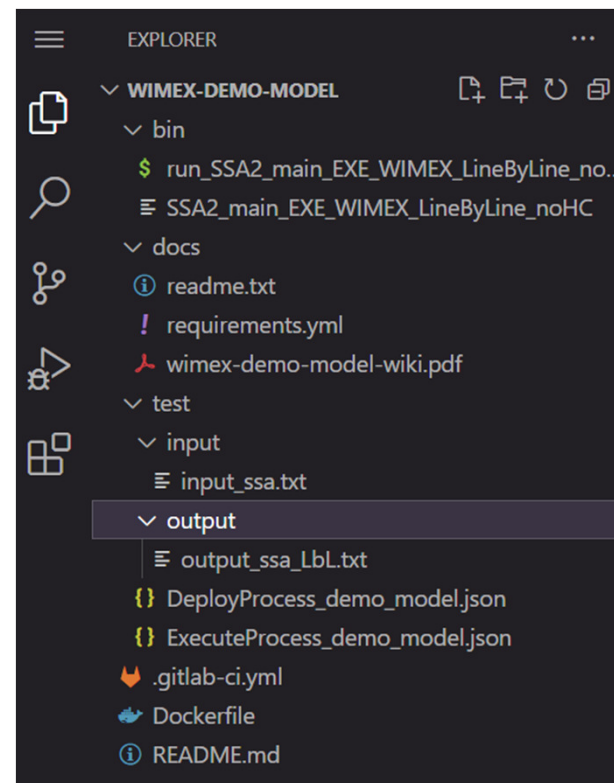 EXPLORER
WIMEX-DEMO-MODEL
bin
$ run_SSA2_main_EXE_WIMEX_LineByLine_no...
SSA2_main_EXE_WIMEX_LineByLine_noHC
docs
readme.txt
! requirements.yml
wimex-demo-model-wiki.pdf
test
input
input_ssa.txt
output
output_ssa_LbL.txt
{} DeployProcess_demo_model.json
{} ExecuteProcess_demo_model.json
.gitlab-ci.yml
Dockerfile
README.md